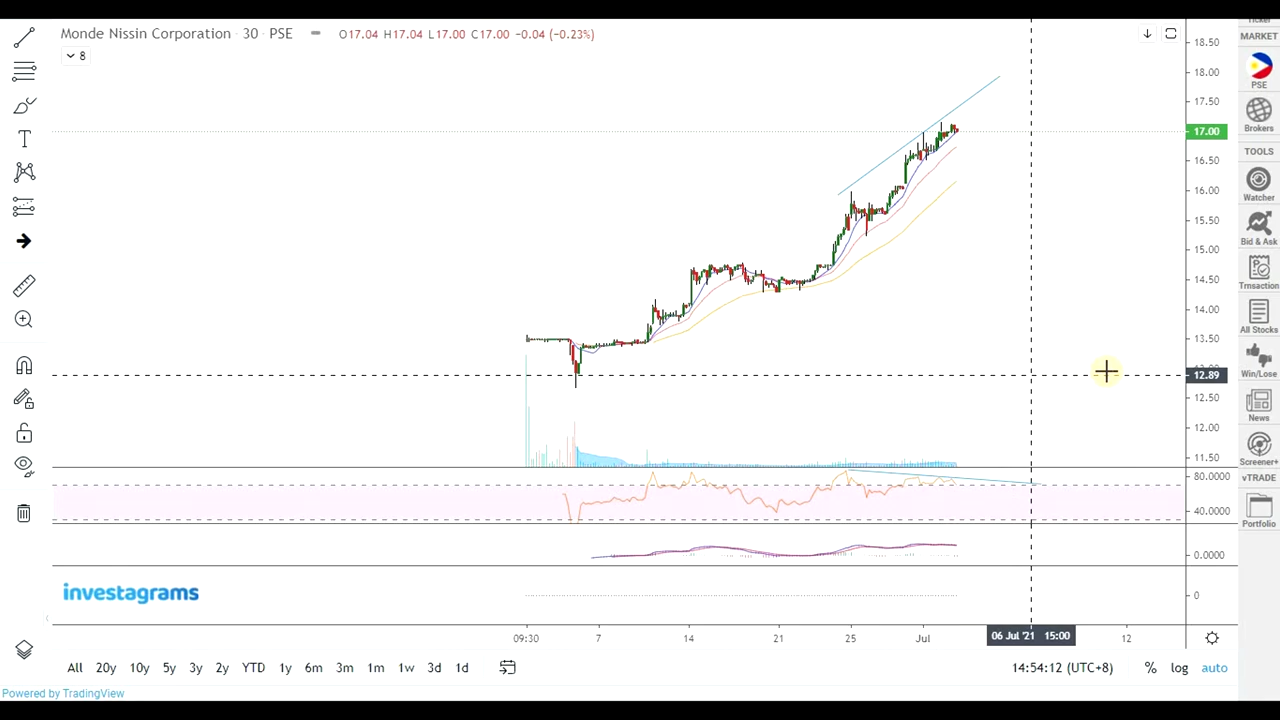 Monde Nissin Corporation · 30 · PSE O17.04 H17.04 L17.00 C17.00 -0.04 (-0.23%)
8
18.50
18.00
17.50
17.00
16.50
16.00
15.50
15.00
14.50
14.00
13.50
12.89
12.50
12.00
11.50
80.0000
40.0000
0.0000
0
investagrams
09:30 7 14 21 25 Jul 06 Jul '21 15:00 12
All 20y 10y 5y 3y 2y YTD 1y 6m 3m 1m 1w 3d 1d 14:54:12 (UTC+8) % log auto
Powered by TradingView
MARKET
PSE
Brokers
TOOLS
Watcher
Bid & Ask
Trnsaction
All Stocks
Win/Lose
News
Screener+
vTRADE
Portfolio